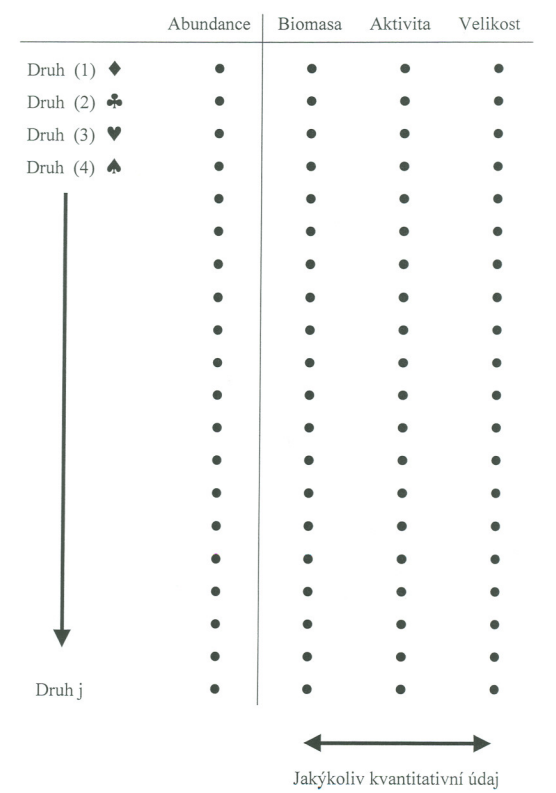 Abundance Biomasa Aktivita Velikost
Druh (1) ♦
Druh (2) ♣
Druh (3) ♥
Druh (4) ♠
Druh j
Jakýkoliv kvantitativní údaj